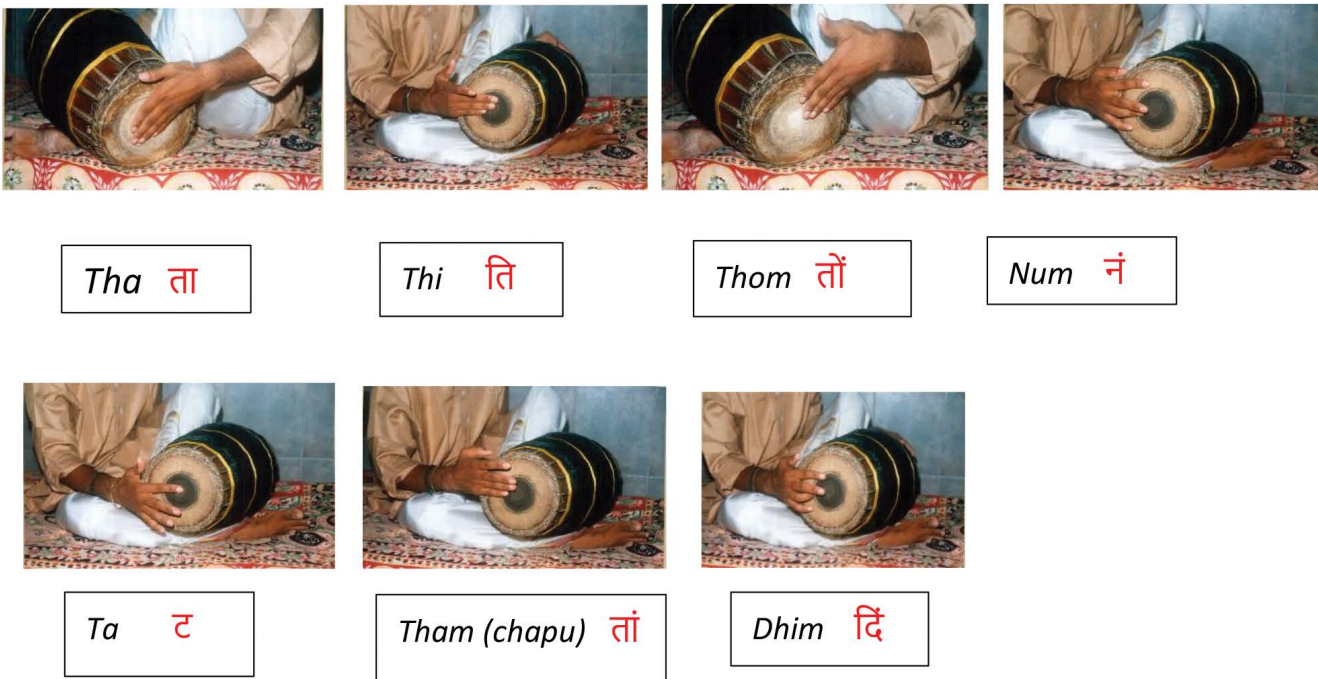 Tha ता
Thi ति
Thom तों
Num नं
Ta ट
Tham (chapu) तां
Dhim दिं